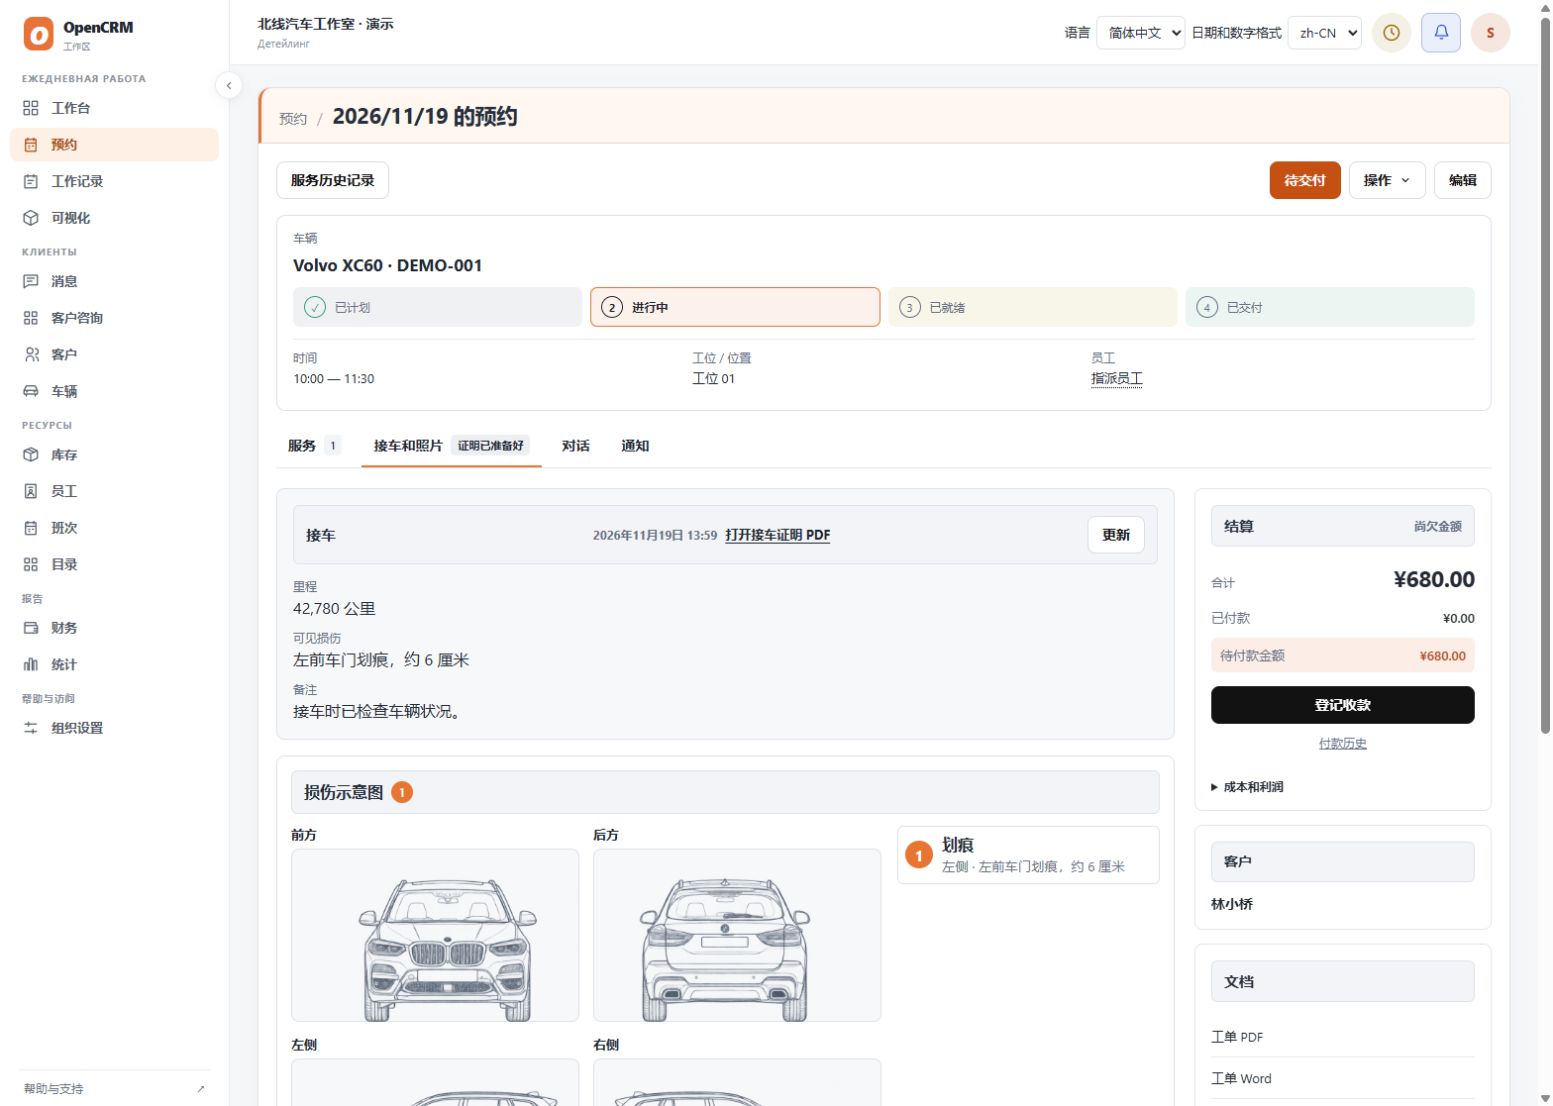 OpenCRM
工作区
ЕЖЕДНЕВНАЯ РАБОТА
工作台
预约
工作记录
可视化
КЛИЕНТЫ
消息
客户咨询
客户
车辆
РЕСУРСЫ
库存
员工
班次
目录
报告
财务
统计
帮助与访问
组织设置
帮助与支持
北线汽车工作室 · 演示
Детейлинг
语言 简体中文 日期和数字格式 zh-CN S
预约 / 2026/11/19 的预约
服务历史记录 待交付 操作 编辑
车辆
Volvo XC60 · DEMO-001
已计划 2 进行中 3 已就绪 4 已交付
时间 工位 / 位置 员工
10:00 — 11:30 工位 01 指派员工
服务 1 接车和照片 证明已准备好 对话 通知
接车 2026年11月19日 13:59 打开接车证明 PDF 更新
里程
42,780 公里
可见损伤
左前车门划痕，约 6 厘米
备注
接车时已检查车辆状况。
损伤示意图 1
前方 后方
1 划痕
左侧 · 左前车门划痕，约 6 厘米
左侧 右侧
结算 尚欠金额
合计 ¥680.00
已付款 ¥0.00
待付款金额 ¥680.00
登记收款
付款历史
成本和利润
客户
林小桥
文档
工单 PDF
工单 Word